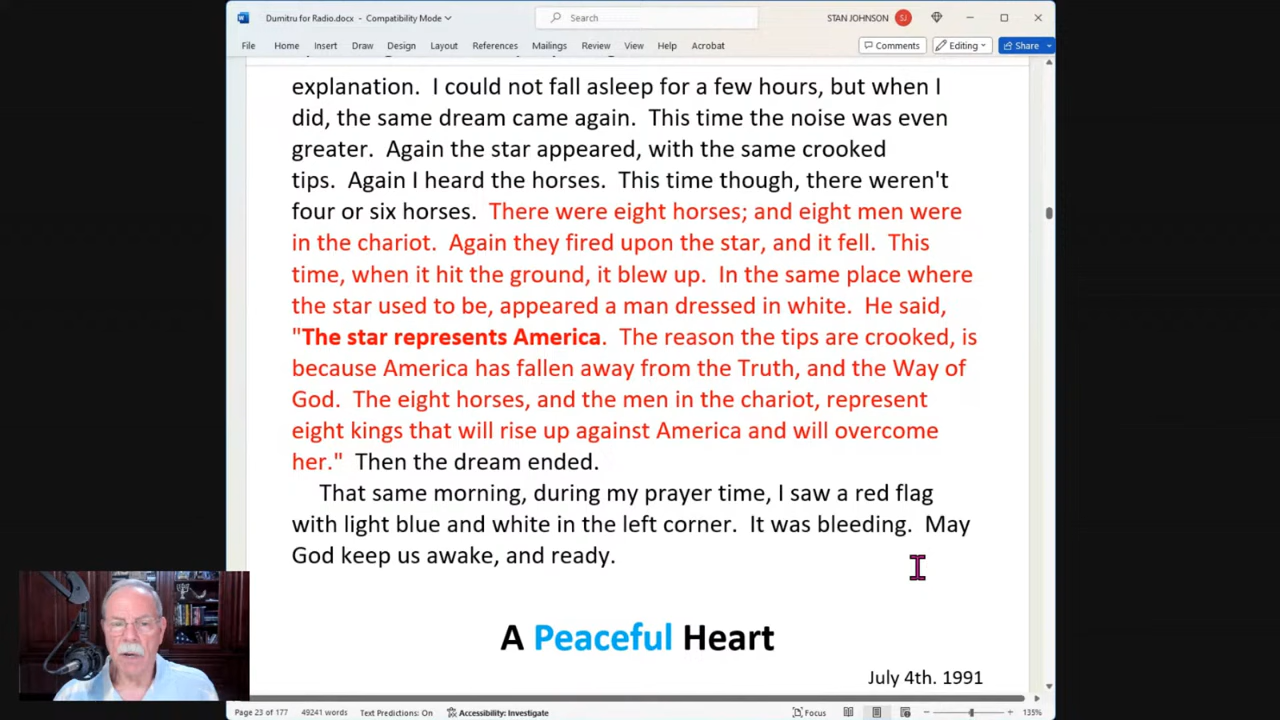 Dumitru for Radio.docx - Compatibility Mode
Search
STAN JOHNSON
SJ
File Home Insert Draw Design Layout References Mailings Review View Help Acrobat
Comments
Editing
Share
explanation. I could not fall asleep for a few hours, but when I
did, the same dream came again. This time the noise was even
greater. Again the star appeared, with the same crooked
tips. Again I heard the horses. This time though, there weren't
four or six horses. There were eight horses; and eight men were
in the chariot. Again they fired upon the star, and it fell. This
time, when it hit the ground, it blew up. In the same place where
the star used to be, appeared a man dressed in white. He said,
"The star represents America. The reason the tips are crooked, is
because America has fallen away from the Truth, and the Way of
God. The eight horses, and the men in the chariot, represent
eight kings that will rise up against America and will overcome
her." Then the dream ended.
That same morning, during my prayer time, I saw a red flag
with light blue and white in the left corner. It was bleeding. May
God keep us awake, and ready.
A Peaceful Heart
July 4th. 1991
Page 23 of 177 49241 words Text Predictions: On Accessibility: Investigate Focus 135%